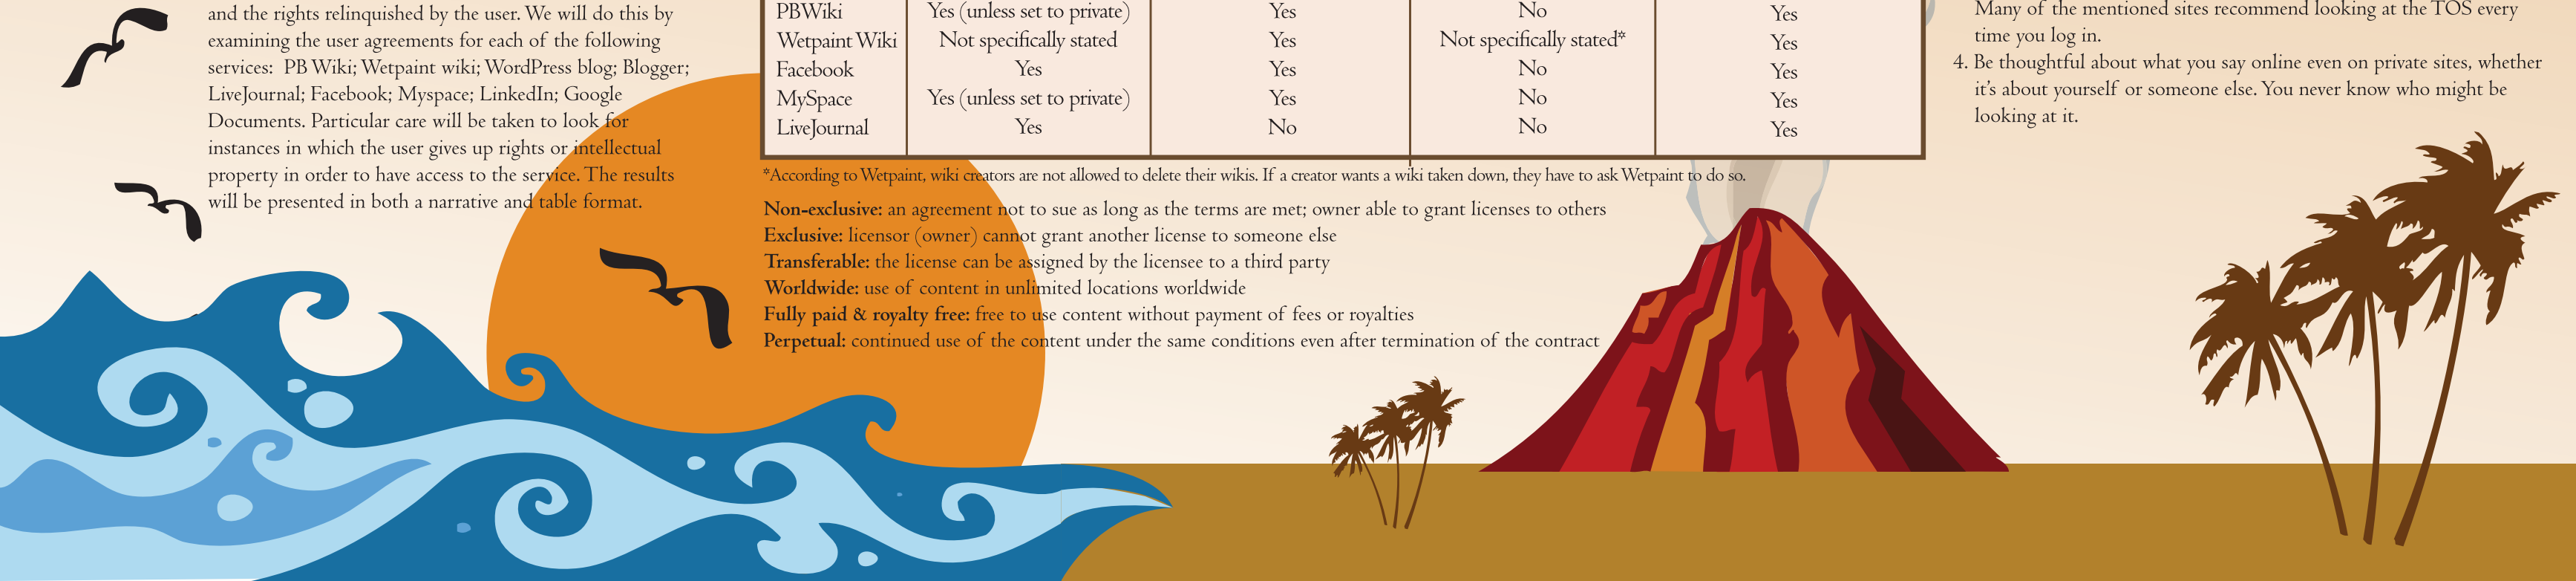 and the rights relinquished by the user. We will do this by
examining the user agreements for each of the following
services:  PB Wiki; Wetpaint wiki; WordPress blog; Blogger;
LiveJournal; Facebook; Myspace; LinkedIn; Google
Documents. Particular care will be taken to look for
instances in which the user gives up rights or intellectual
property in order to have access to the service. The results
will be presented in both a narrative and table format.
PBWiki Yes (unless set to private) Yes No Yes
Wetpaint Wiki Not specifically stated Yes Not specifically stated* Yes
Facebook Yes Yes No Yes
MySpace Yes (unless set to private) Yes No Yes
LiveJournal Yes No No Yes
*According to Wetpaint, wiki creators are not allowed to delete their wikis. If a creator wants a wiki taken down, they have to ask Wetpaint to do so.
Non-exclusive: an agreement not to sue as long as the terms are met; owner able to grant licenses to others
Exclusive: licensor (owner) cannot grant another license to someone else
Transferable: the license can be assigned by the licensee to a third party
Worldwide: use of content in unlimited locations worldwide
Fully paid & royalty free: free to use content without payment of fees or royalties
Perpetual: continued use of the content under the same conditions even after termination of the contract
Many of the mentioned sites recommend looking at the TOS every
time you log in.
4. Be thoughtful about what you say online even on private sites, whether
it's about yourself or someone else. You never know who might be
looking at it.